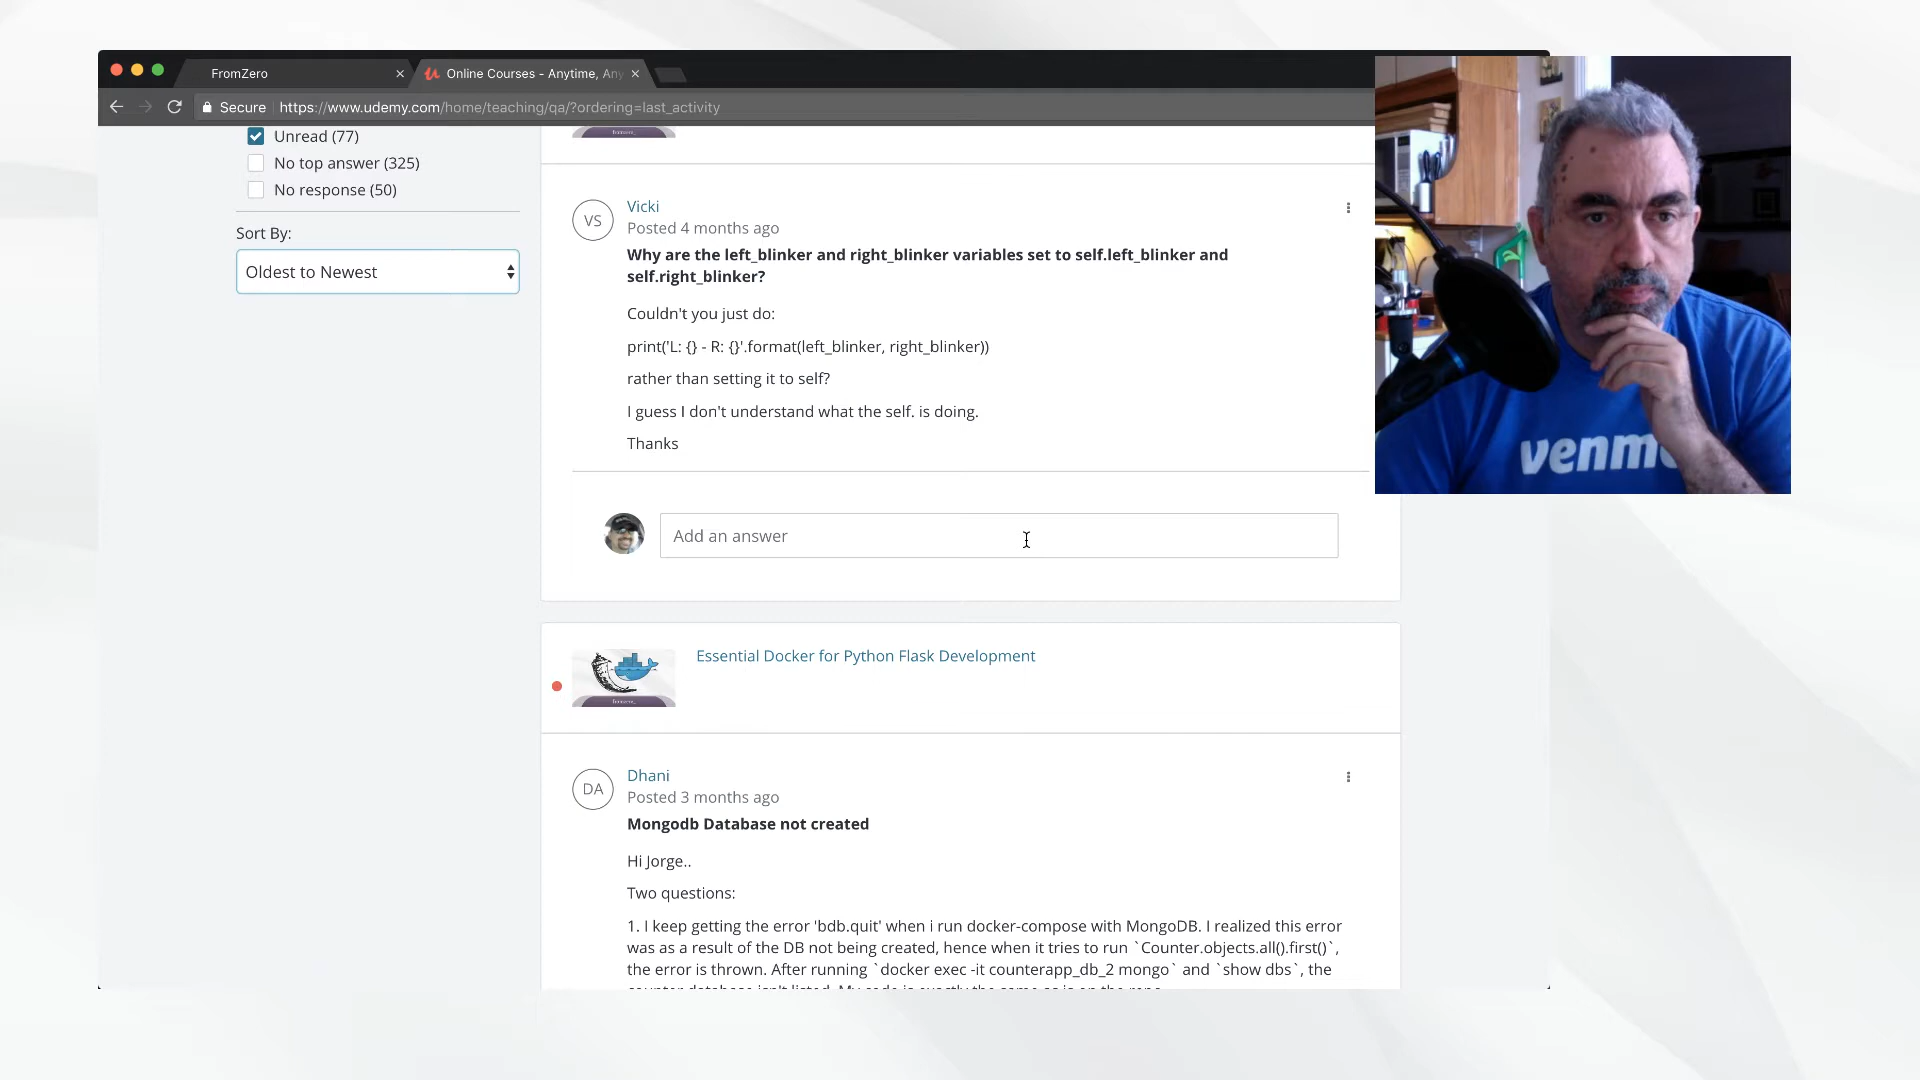 FromZero
Online Courses - Anytime, Any
Secure
https://www.udemy.com/home/teaching/qa/?ordering=last_activity
Unread (77)
No top answer (325)
No response (50)
Sort By:
Oldest to Newest
VS
Vicki
Posted 4 months ago
Why are the left_blinker and right_blinker variables set to self.left_blinker and
self.right_blinker?
Couldn't you just do:
print('L: {} - R: {}'.format(left_blinker, right_blinker))
rather than setting it to self?
I guess I don't understand what the self. is doing.
Thanks
Add an answer
Essential Docker for Python Flask Development
DA
Dhani
Posted 3 months ago
Mongodb Database not created
Hi Jorge..
Two questions:
1. I keep getting the error 'bdb.quit' when i run docker-compose with MongoDB. I realized this error
was as a result of the DB not being created, hence when it tries to run `Counter.objects.all().first()`,
the error is thrown. After running `docker exec -it counterapp_db_2 mongo` and `show dbs`, the
venm